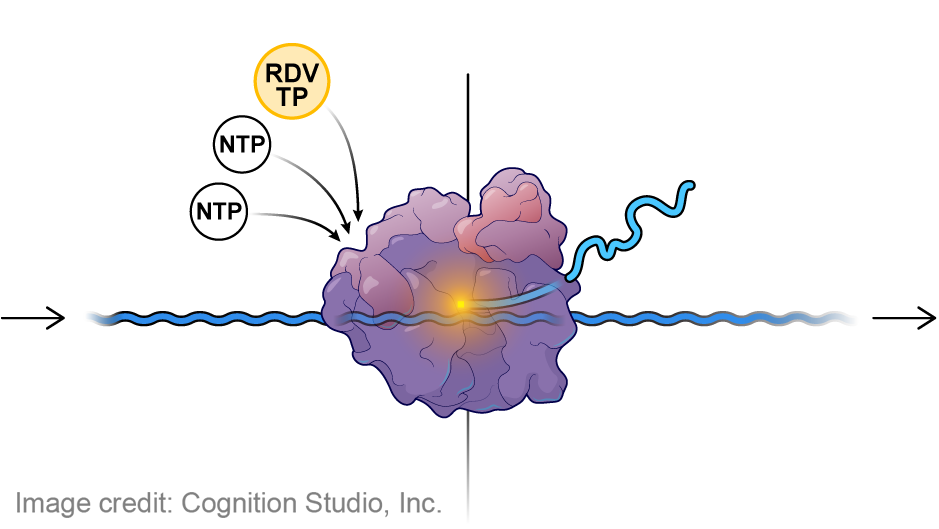 RDV
TP
NTP
NTP
Image credit: Cognition Studio, Inc.